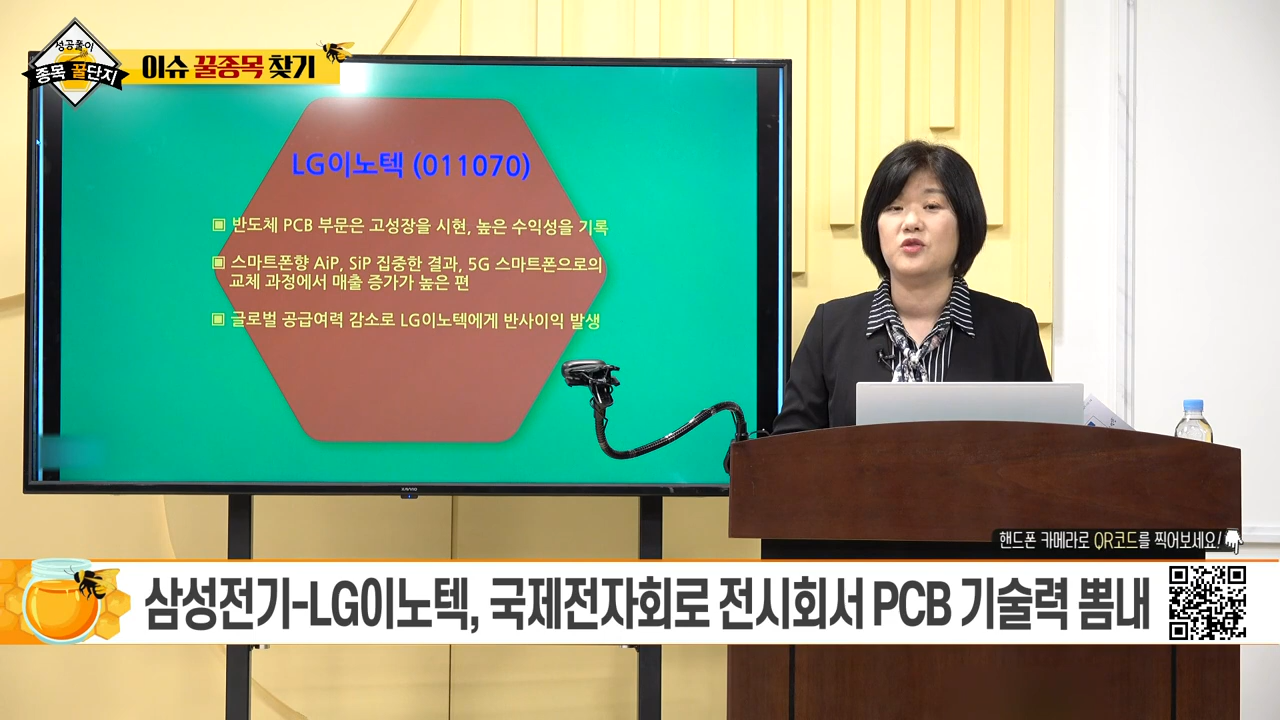 성공풀이
종목 꿀단지
이슈 꿀종목 찾기
LG이노텍 (011070)
▣ 반도체 PCB 부문은 고성장을 시현, 높은 수익성을 기록
▣ 스마트폰향 AiP, SiP 집중한 결과, 5G 스마트폰으로의
교체 과정에서 매출 증가가 높은 편
▣ 글로벌 공급여력 감소로 LG이노텍에게 반사이익 발생
핸드폰 카메라로 QR코드를 찍어보세요!
삼성전기-LG이노텍, 국제전자회로 전시회서 PCB 기술력 뽐내